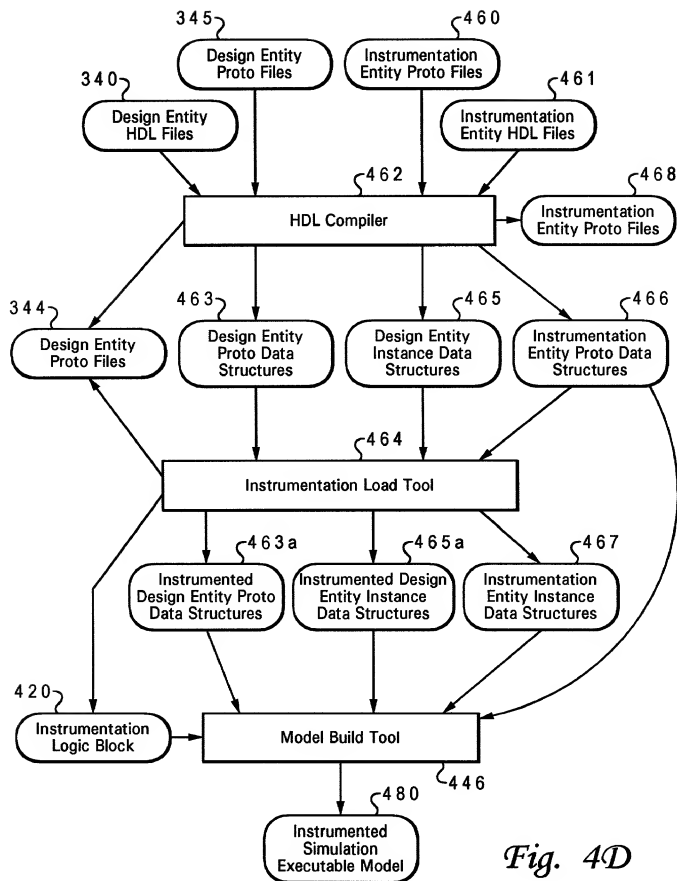 345
460
Design Entity
Proto Files
Instrumentation
Entity Proto Files
340
461
Design Entity
HDL Files
Instrumentation
Entity HDL Files
462
468
HDL Compiler
Instrumentation
Entity Proto Files
344
463
465
466
Design Entity
Proto Files
Design Entity
Proto Data
Structures
Design Entity
Instance Data
Structures
Instrumentation
Entity Proto Data
Structures
464
Instrumentation Load Tool
463a
465a
467
Instrumented
Design Entity Proto
Data Structures
Instrumented Design
Entity Instance
Data Structures
Instrumentation
Entity Instance
Data Structures
420
Instrumentation
Logic Block
Model Build Tool
446
480
Instrumented
Simulation
Executable Model
Fig. 4D